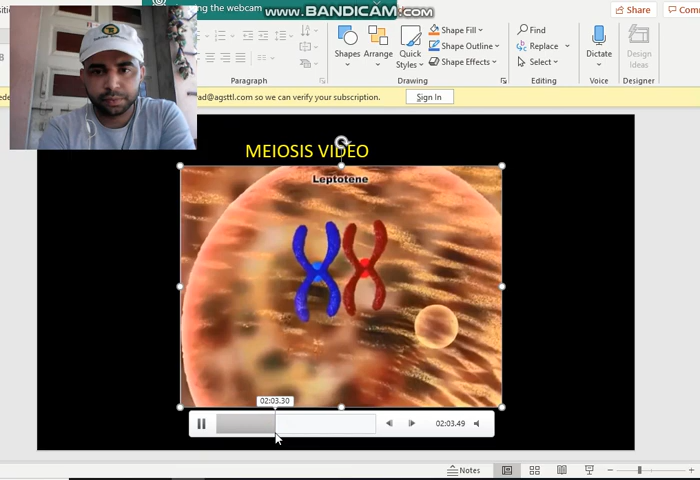 ng the webcam
www.BANDICAM.com
Share
Shapes
Arrange
Quick
Styles
Shape Fill
Shape Outline
Shape Effects
Find
Replace
Select
Dictate
Design
Ideas
Paragraph
Drawing
Editing
Voice
Designer
ad@agsttl.com so we can verify your subscription.
Sign In
MEIOSIS VIDEO
Leptotene
02:03.30
02:03.49
Notes